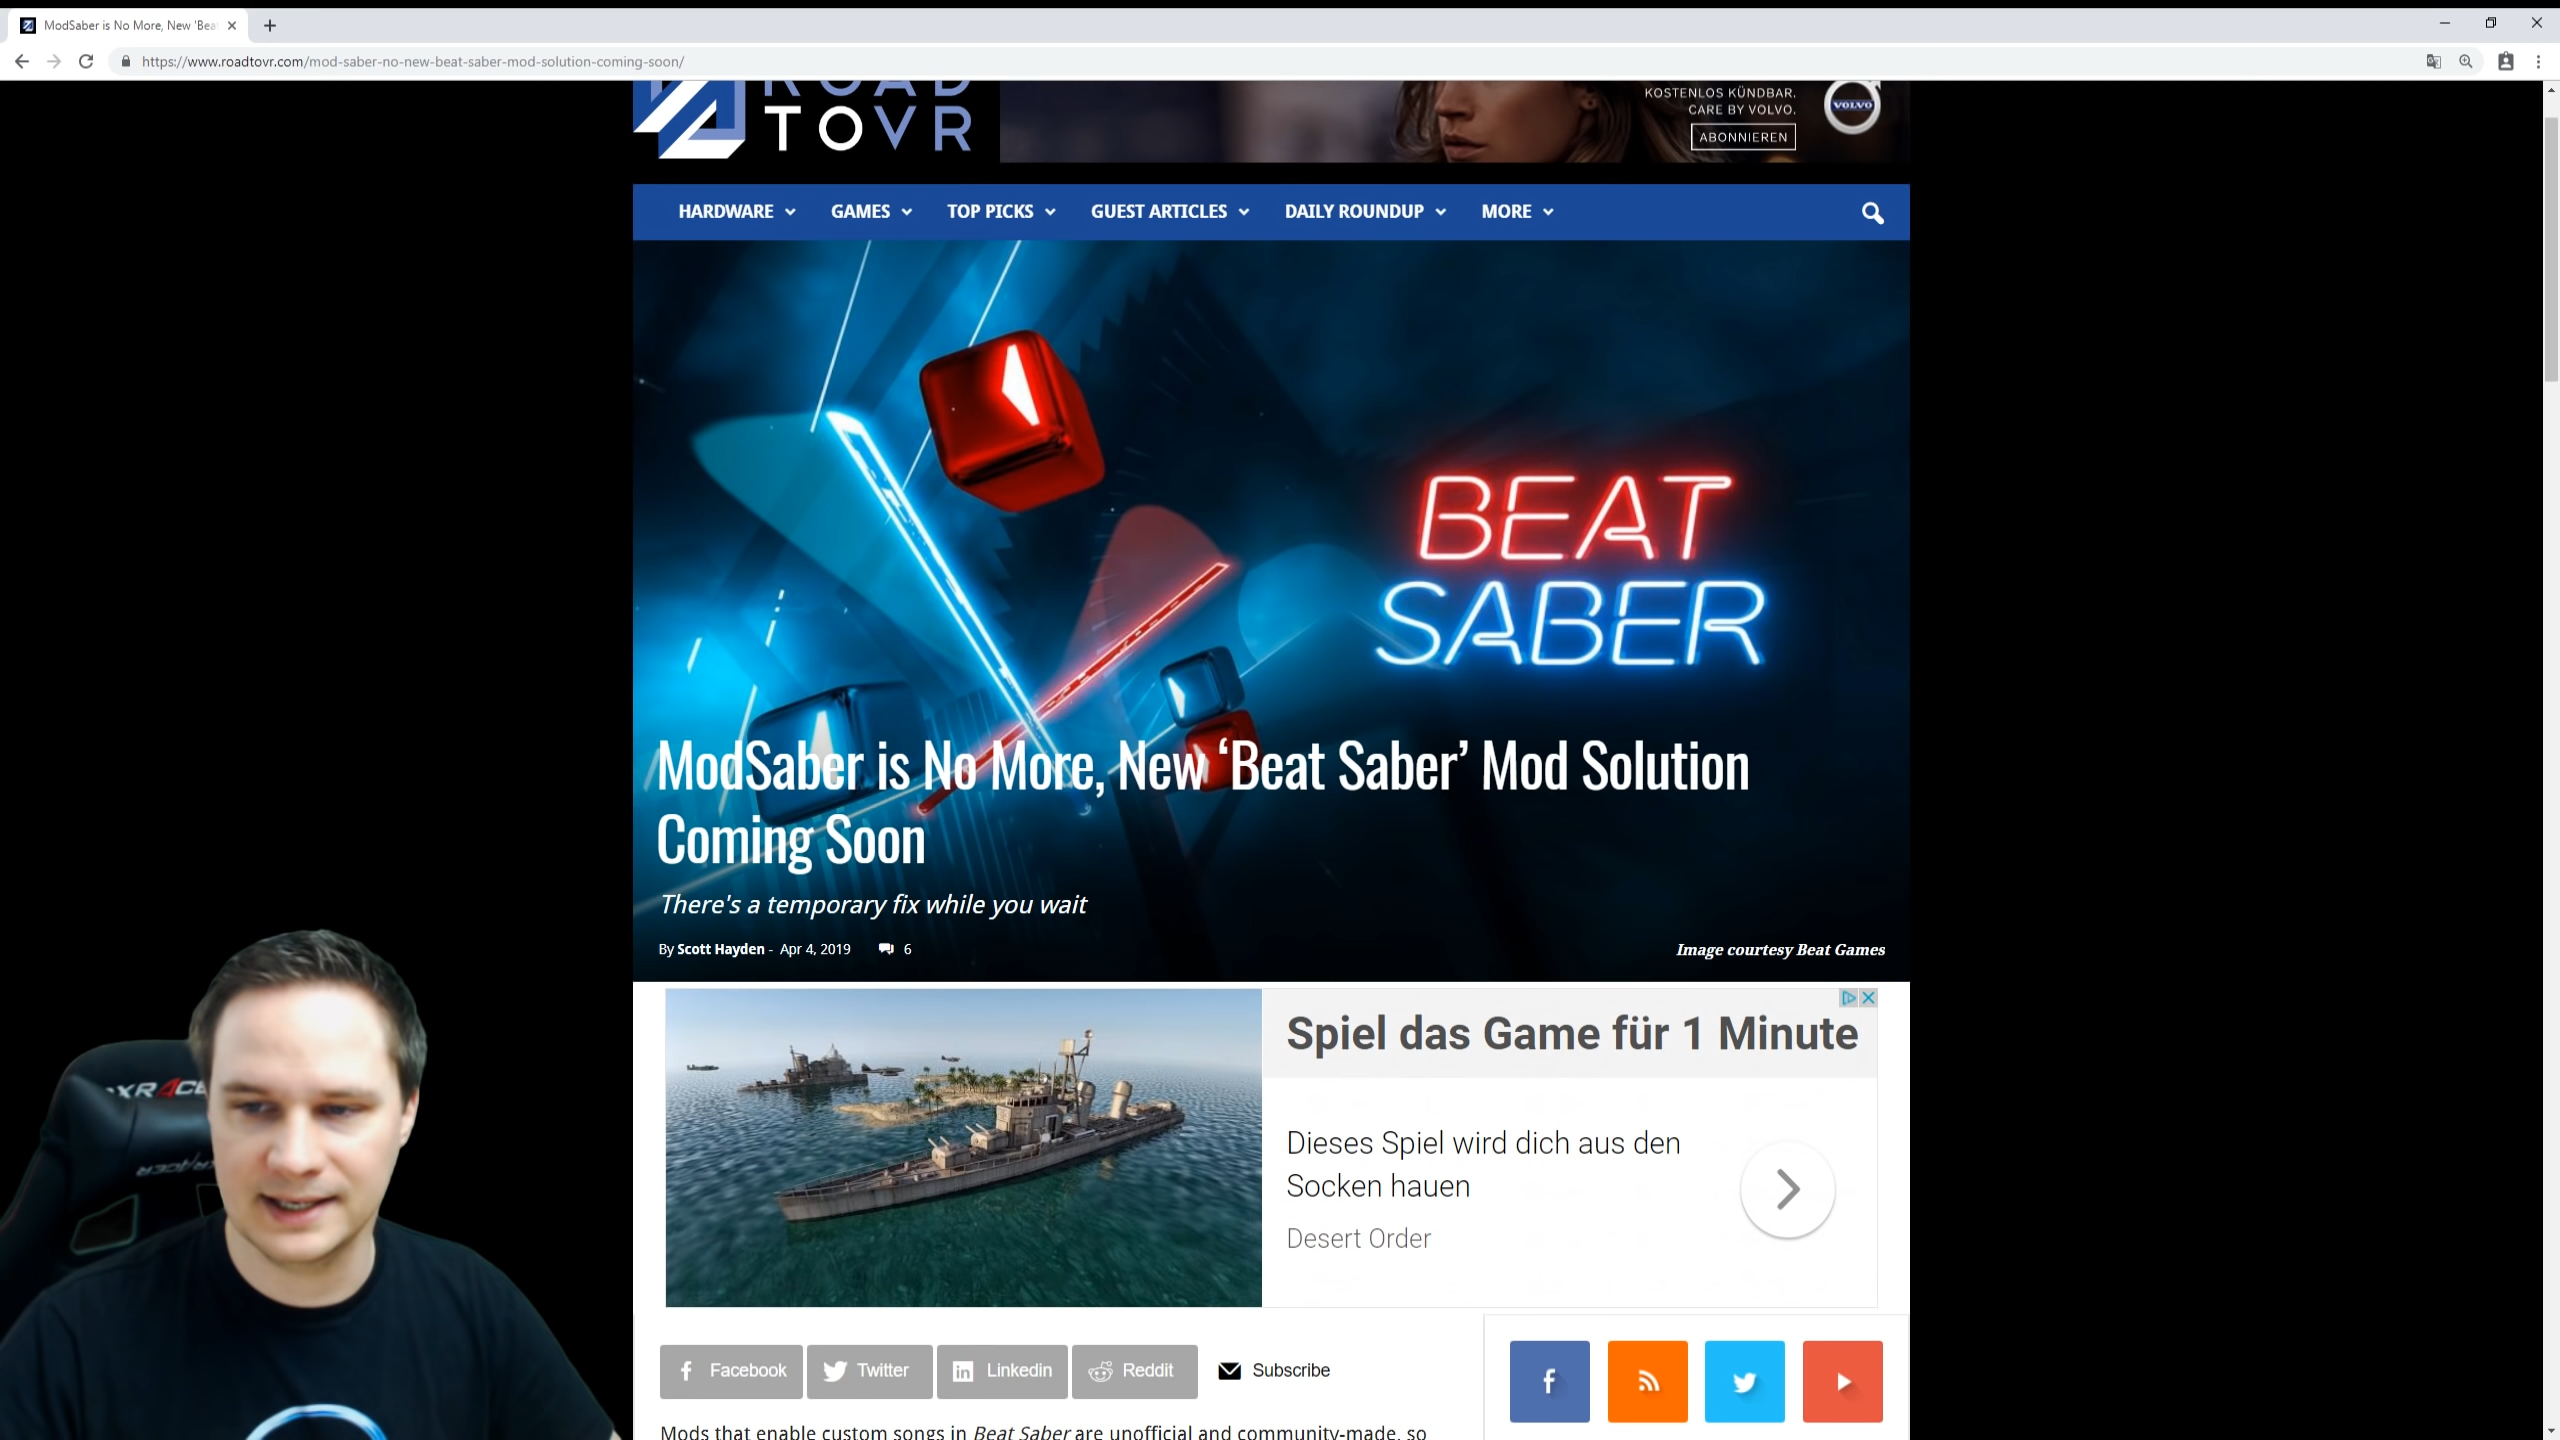 ModSaber is No More, New 'Bea
https://www.roadtovr.com/mod-saber-no-new-beat-saber-mod-solution-coming-soon/
ROAD
TOVR
KOSTENLOS KÜNDBAR.
CARE BY VOLVO.
ABONNIEREN
VOLVO
HARDWARE
GAMES
TOP PICKS
GUEST ARTICLES
DAILY ROUNDUP
MORE
BEAT
SABER
ModSaber is No More, New ‘Beat Saber’ Mod Solution
Coming Soon
There's a temporary fix while you wait
By Scott Hayden - Apr 4, 2019 6
Image courtesy Beat Games
Spiel das Game für 1 Minute
Dieses Spiel wird dich aus den
Socken hauen
Desert Order
XRACE
Facebook
Twitter
Linkedin
Reddit
Subscribe
Mods that enable custom songs in Beat Saber are unofficial and community-made, so